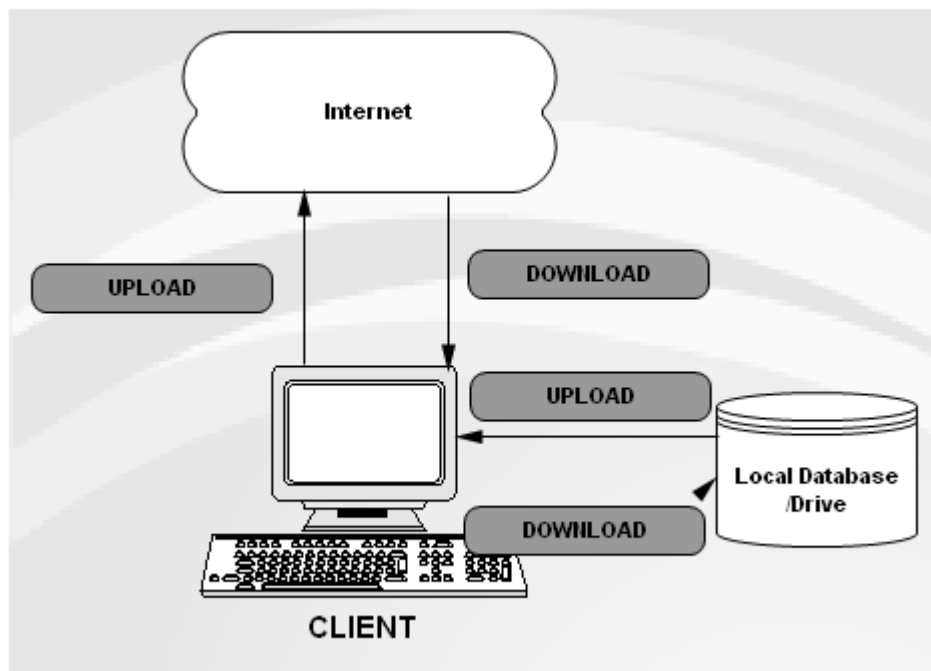 Internet
UPLOAD
DOWNLOAD
UPLOAD
Local Database
/Drive
DOWNLOAD
CLIENT